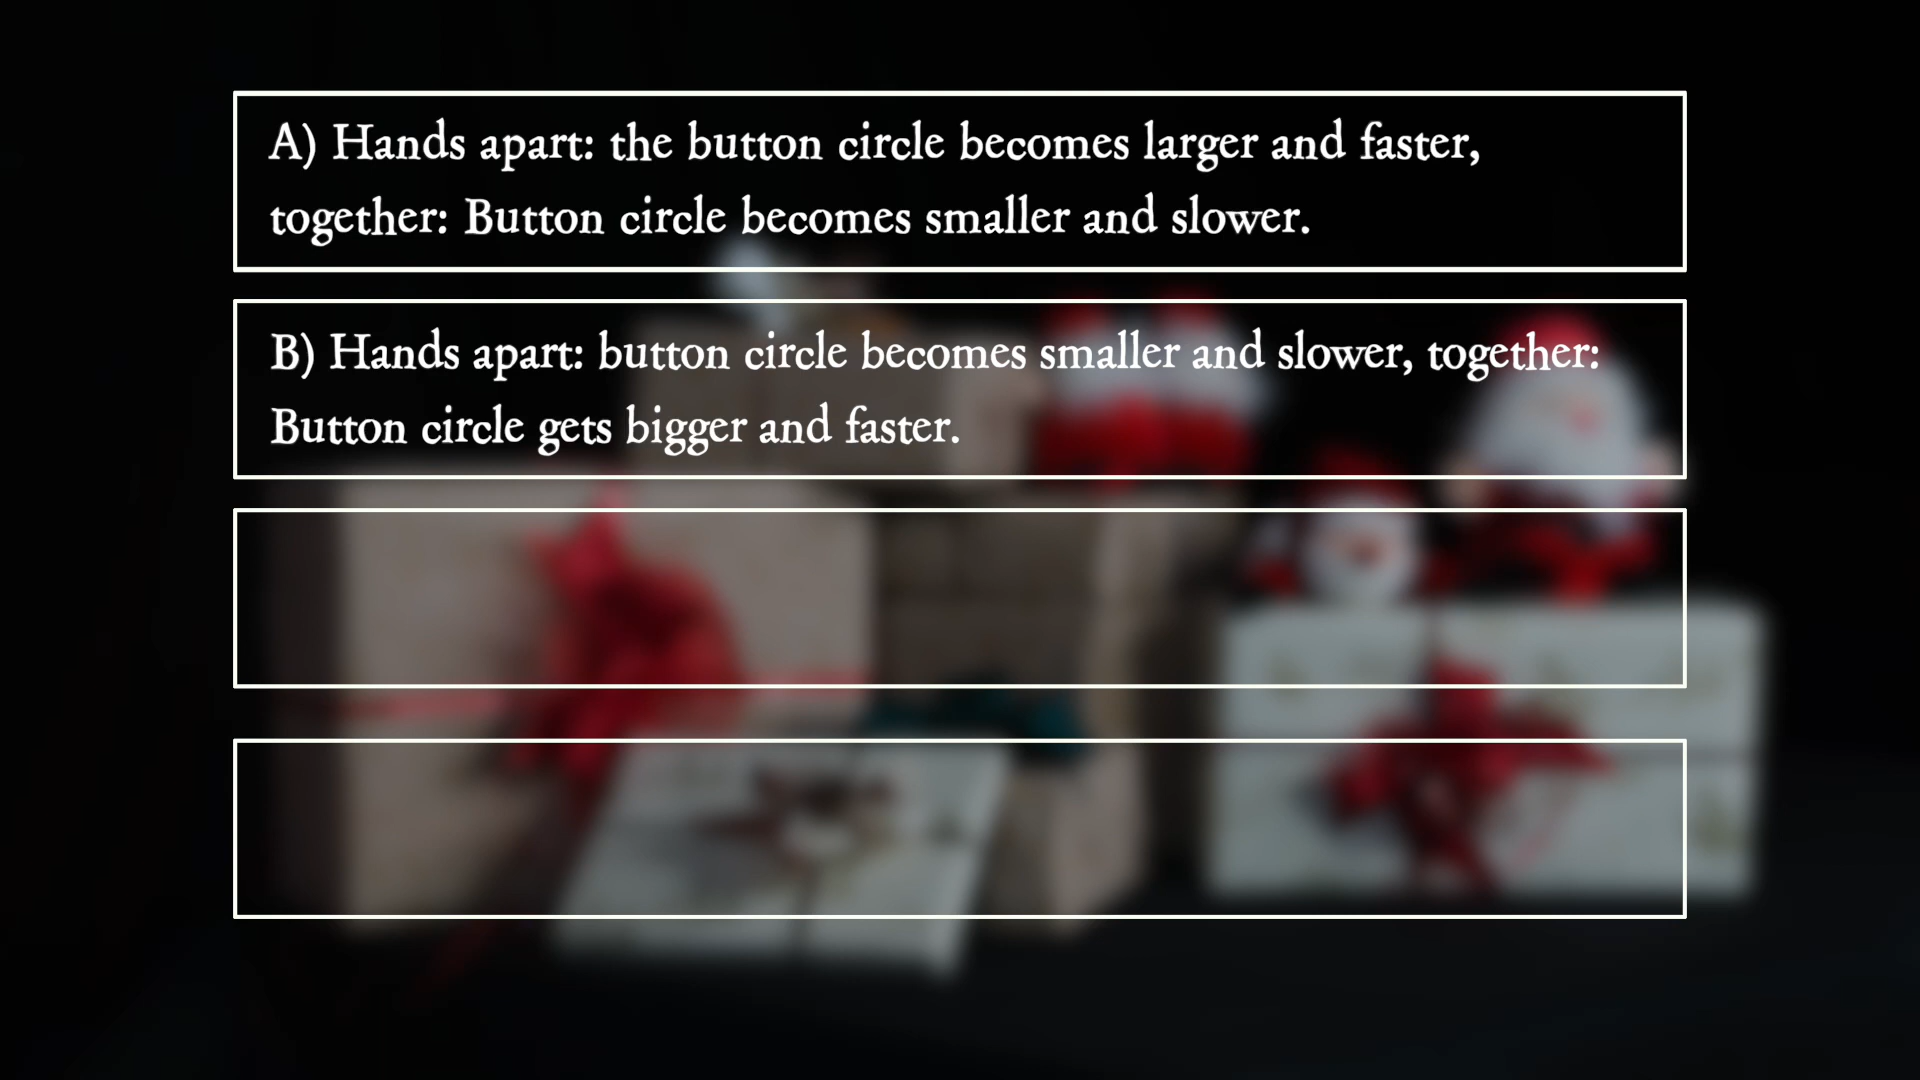 A) Hands apart: the button circle becomes larger and faster,
together: Button circle becomes smaller and slower.
B) Hands apart: button circle becomes smaller and slower, together:
Button circle gets bigger and faster.